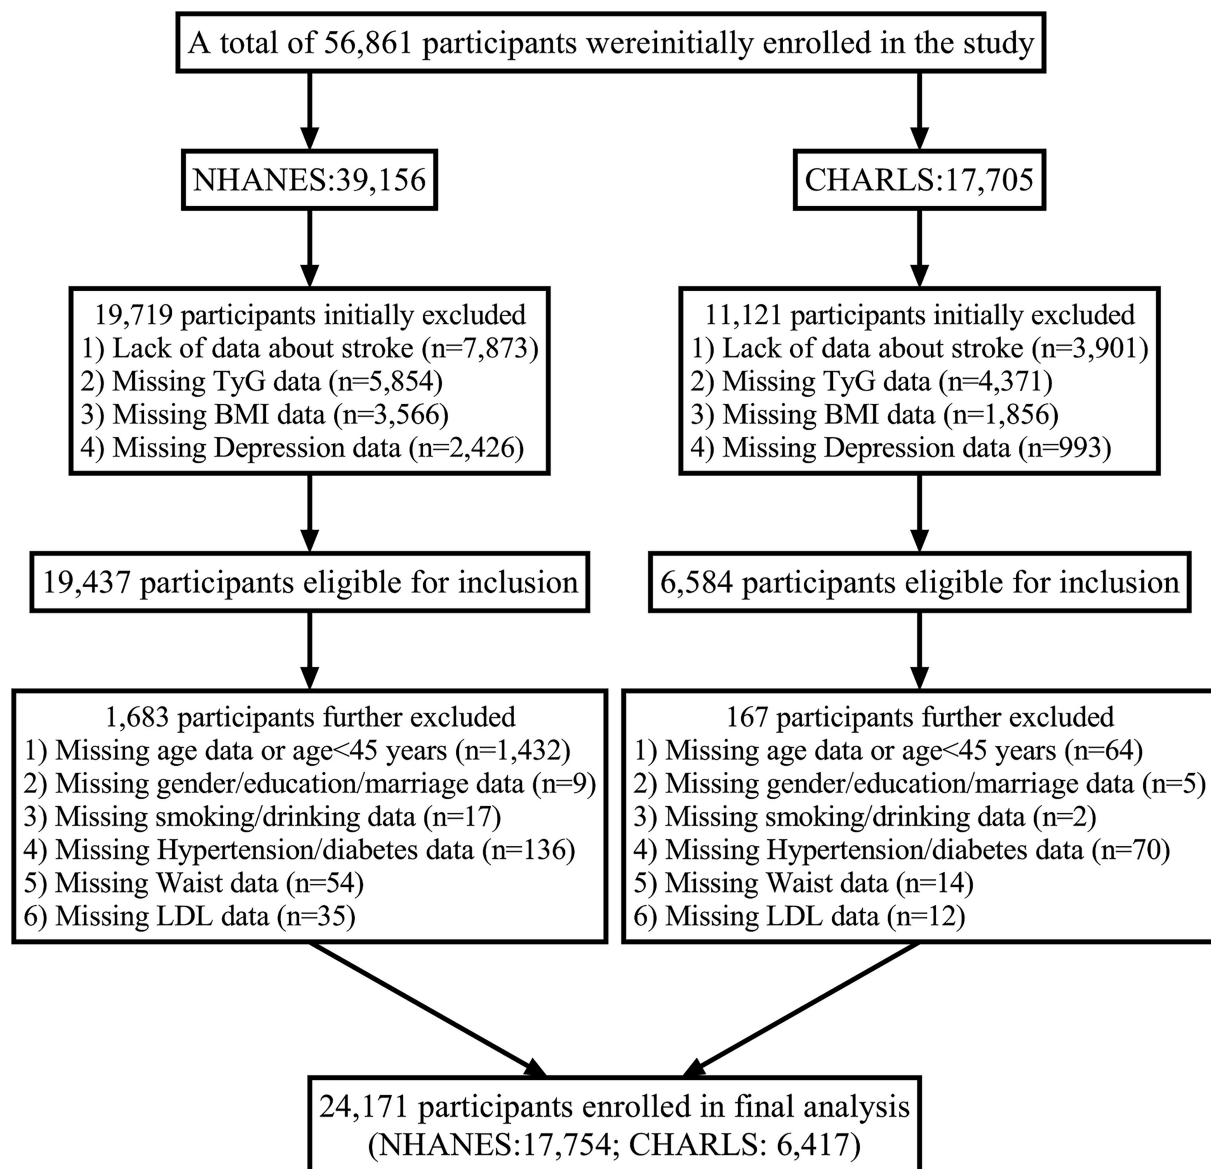 A total of 56,861 participants wereinitially enrolled in the study
NHANES:39,156
CHARLS:17,705
19,719 participants initially excluded
1) Lack of data about stroke (n=7,873)
2) Missing TyG data (n=5,854)
3) Missing BMI data (n=3,566)
4) Missing Depression data (n=2,426)
11,121 participants initially excluded
1) Lack of data about stroke (n=3,901)
2) Missing TyG data (n=4,371)
3) Missing BMI data (n=1,856)
4) Missing Depression data (n=993)
19,437 participants eligible for inclusion
6,584 participants eligible for inclusion
1,683 participants further excluded
1) Missing age data or age<45 years (n=1,432)
2) Missing gender/education/marriage data (n=9)
3) Missing smoking/drinking data (n=17)
4) Missing Hypertension/diabetes data (n=136)
5) Missing Waist data (n=54)
6) Missing LDL data (n=35)
167 participants further excluded
1) Missing age data or age<45 years (n=64)
2) Missing gender/education/marriage data (n=5)
3) Missing smoking/drinking data (n=2)
4) Missing Hypertension/diabetes data (n=70)
5) Missing Waist data (n=14)
6) Missing LDL data (n=12)
24,171 participants enrolled in final analysis
(NHANES:17,754; CHARLS: 6,417)